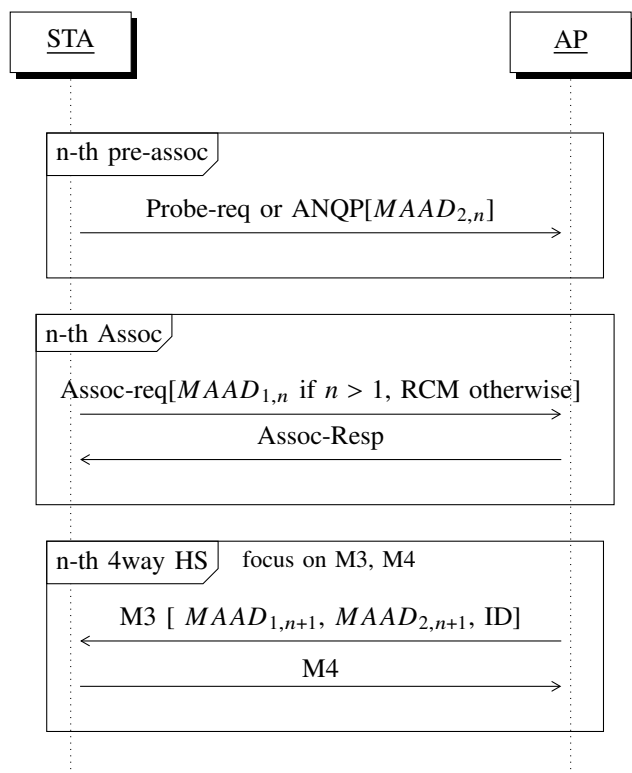 STA
AP
n-th pre-assoc
Probe-req or ANQP[MAAD₂,ₙ]
n-th Assoc
Assoc-req[MAAD₁,ₙ if n > 1, RCM otherwise]
Assoc-Resp
n-th 4way HS focus on M3, M4
M3 [ MAAD₁,ₙ₊₁, MAAD₂,ₙ₊₁, ID]
M4